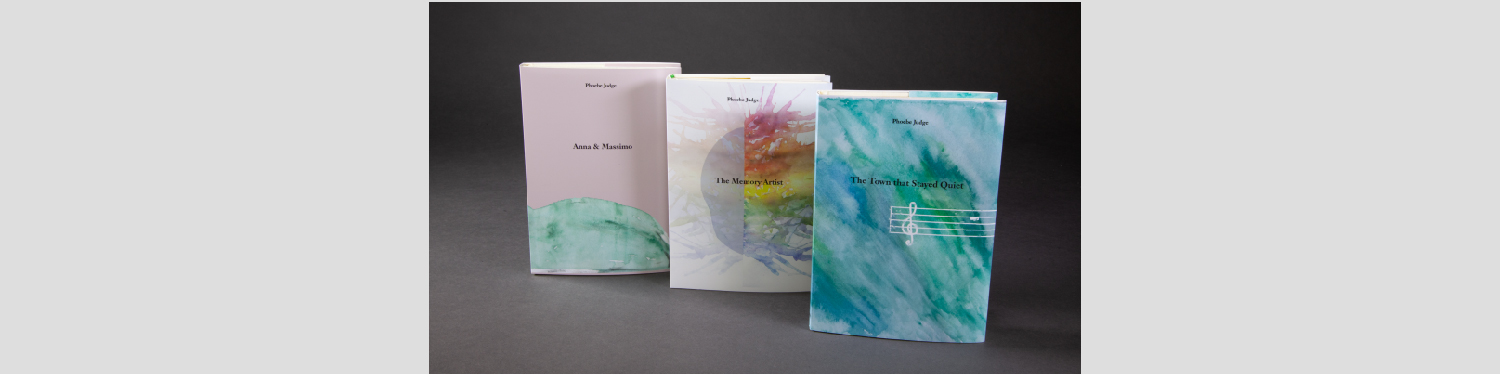 Phoebe Judge
Anna & Massimo
Phoebe Judge
The Memory Artist
Phoebe Judge
The Town that Stayed Quiet